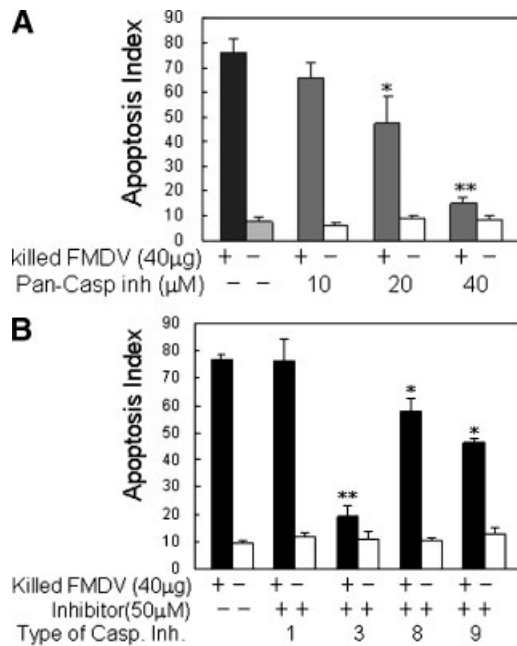 A
Apoptosis Index
90
80
70
60
50
40
30
20
10
0
*
**
killed FMDV (40µg) + − + − + − + −
Pan-Casp inh (µM) − − 10 20 40
B
Apoptosis Index
90
80
70
60
50
40
30
20
10
0
**
*
*
Killed FMDV (40µg) + − + − + − + − + −
Inhibitor(50µM) − − + + + + + + + +
Type of Casp. Inh. 1 3 8 9